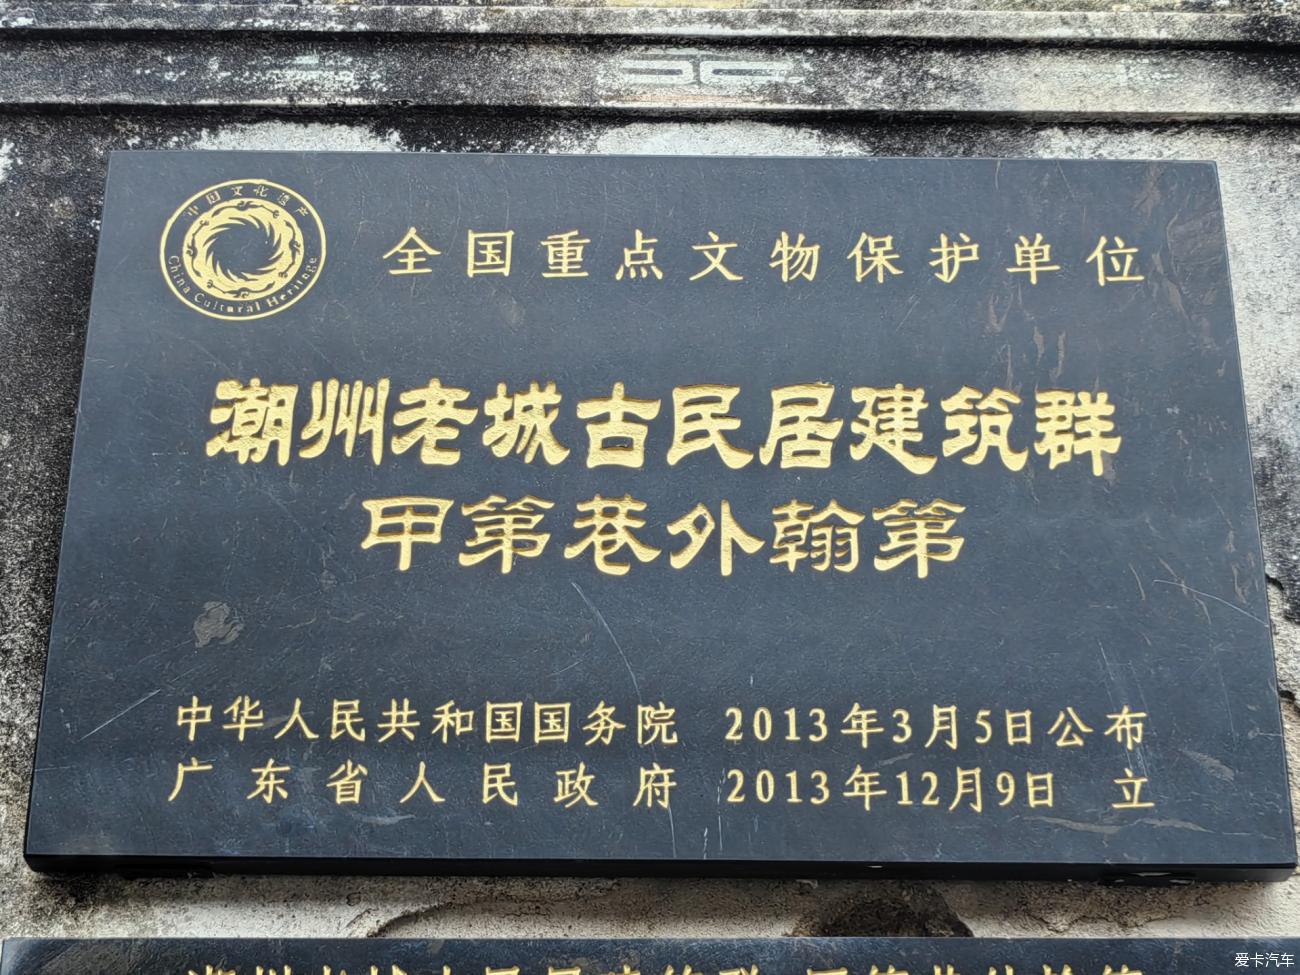 中国文化遗产
China Cultural Heritage
全国重点文物保护单位
潮州老城古民居建筑群
甲第巷外翰第
中华人民共和国国务院 2013年3月5日公布
广东省人民政府 2013年12月9日 立
爱卡汽车